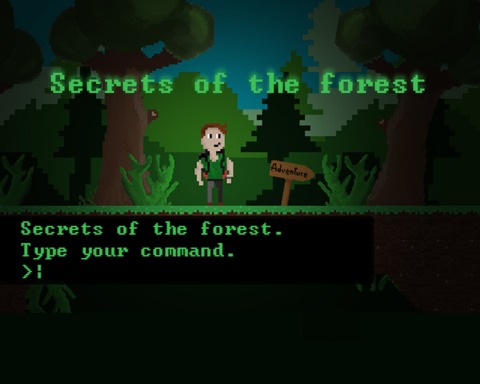 Secrets of the forest
Adventure
Secrets of the forest.
Type your command.
>